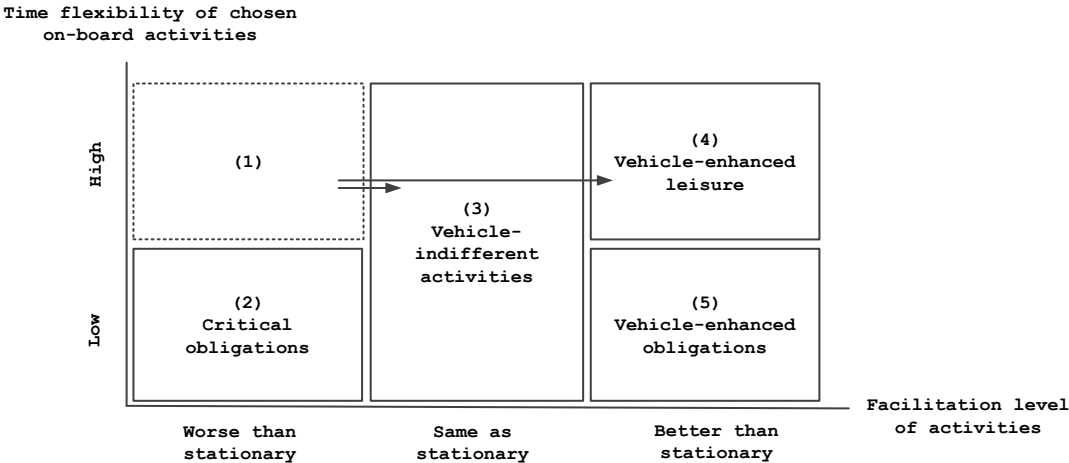 Time flexibility of chosen
on-board activities
High
Low
(1)
(2)
Critical
obligations
(3)
Vehicle-
indifferent
activities
(4)
Vehicle-enhanced
leisure
(5)
Vehicle-enhanced
obligations
Facilitation level
of activities
Worse than
stationary
Same as
stationary
Better than
stationary